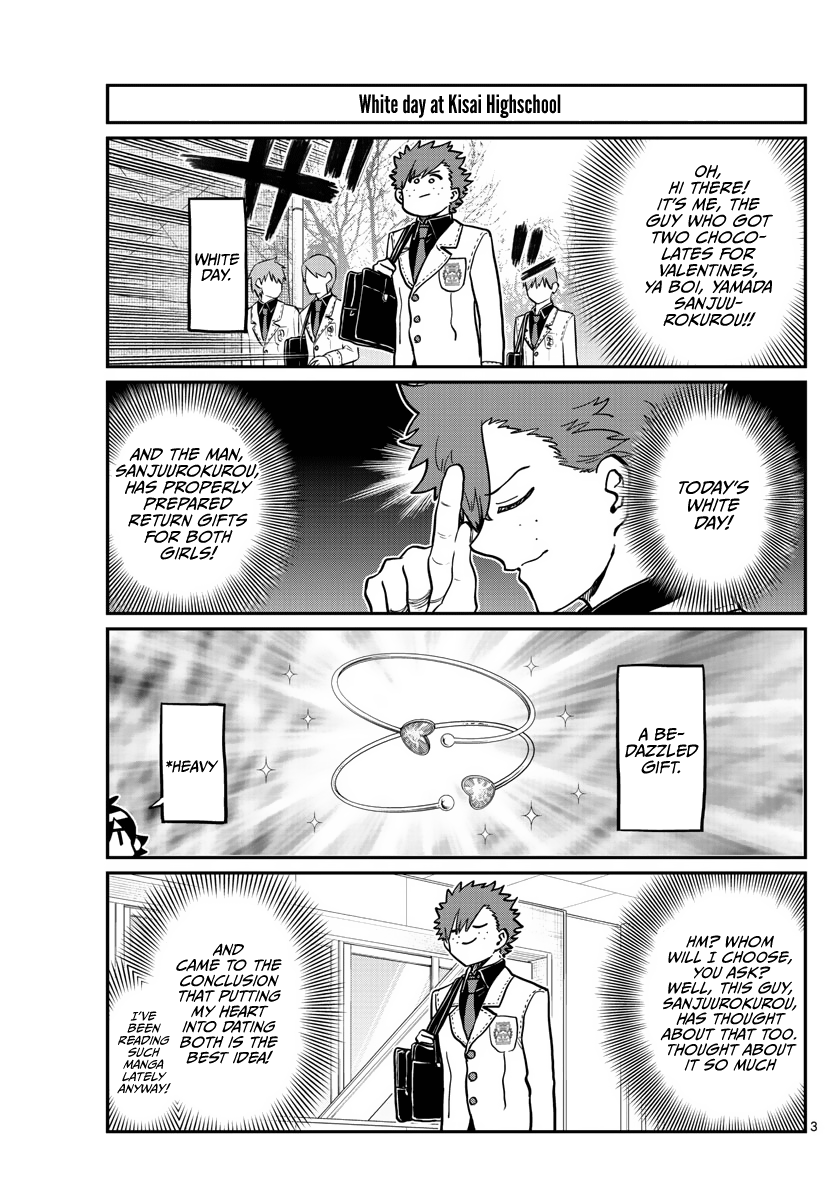 White day at Kisai Highschool
OH,
HI THERE!
IT'S ME, THE
GUY WHO GOT
TWO CHOCO-
LATES FOR
VALENTINES,
YA BOI, YAMADA
SANJUU-
ROKUROU!!
WHITE
DAY.
TODAY'S
WHITE
DAY!
AND THE MAN,
SANJUUROKUROU,
HAS PROPERLY
PREPARED
RETURN GIFTS
FOR BOTH
GIRLS!
A BE-
DAZZLED
GIFT.
*HEAVY
HM? WHOM
WILL I CHOOSE,
YOU ASK?
WELL, THIS GUY,
SANJUUROKUROU,
HAS THOUGHT
ABOUT THAT TOO.
THOUGHT ABOUT
IT SO MUCH
AND
CAME TO THE
CONCLUSION
THAT PUTTING
MY HEART
INTO DATING
BOTH IS THE
BEST IDEA!
I'VE
BEEN
READING
SUCH
MANGA
LATELY
ANYWAY!
3